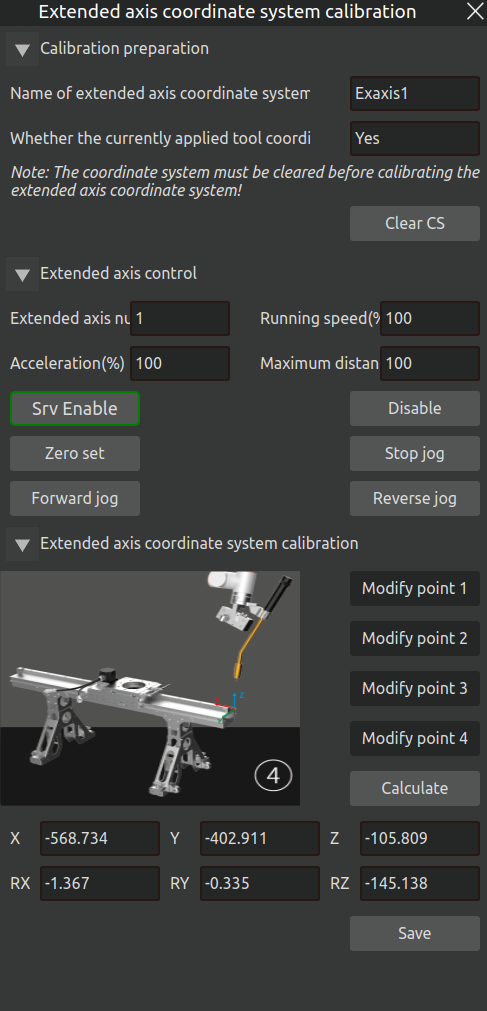 Extended axis coordinate system calibration
Calibration preparation
Name of extended axis coordinate system Exaxis1
Whether the currently applied tool coordi Yes
Note: The coordinate system must be cleared before calibrating the
extended axis coordinate system!
Clear CS
Extended axis control
Extended axis nu 1 Running speed(% 100
Acceleration(%) 100 Maximum distan 100
Srv Enable Disable
Zero set Stop jog
Forward jog Reverse jog
Extended axis coordinate system calibration
Modify point 1
Modify point 2
Modify point 3
z
Modify point 4
4
Calculate
X -568.734 Y -402.911 Z -105.809
RX -1.367 RY -0.335 RZ -145.138
Save